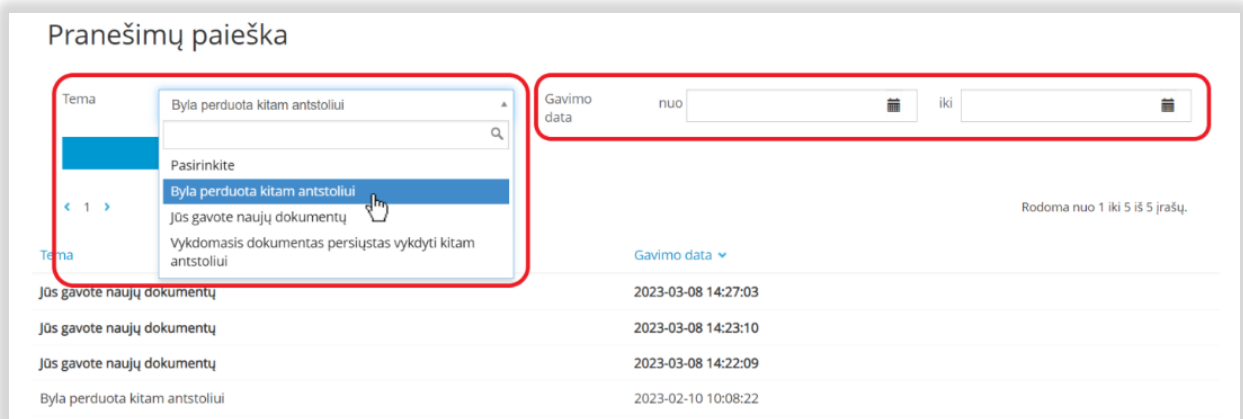 Pranešimų paieška
Tema
Byla perduota kitam antstoliui
Gavimo data
nuo
iki
Pasirinkite
Byla perduota kitam antstoliui
Jūs gavote naujų dokumentų
Vykdomasis dokumentas persiųstas vykdyti kitam
antstoliui
1
Rodoma nuo 1 iki 5 iš 5 įrašų.
Tema
Gavimo data
Jūs gavote naujų dokumentų 2023-03-08 14:27:03
Jūs gavote naujų dokumentų 2023-03-08 14:23:10
Jūs gavote naujų dokumentų 2023-03-08 14:22:09
Byla perduota kitam antstoliui 2023-02-10 10:08:22